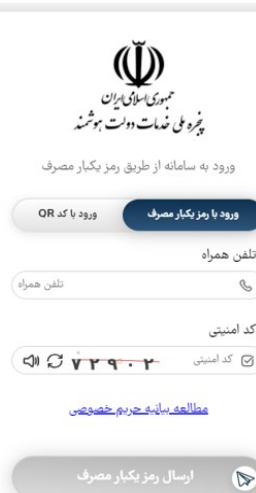 جمهوری اسلامی ایران
پنجره ملی خدمات دولت هوشمند
ورود به سامانه از طریق رمز یکبار مصرف
ورود با رمز یکبار مصرف
ورود با کد QR
تلفن همراه
تلفن همراه
کد امنیتی
کد امنیتی
۷۲۹۰۲
مطالعه بیانیه حریم خصوصی
ارسال رمز یکبار مصرف